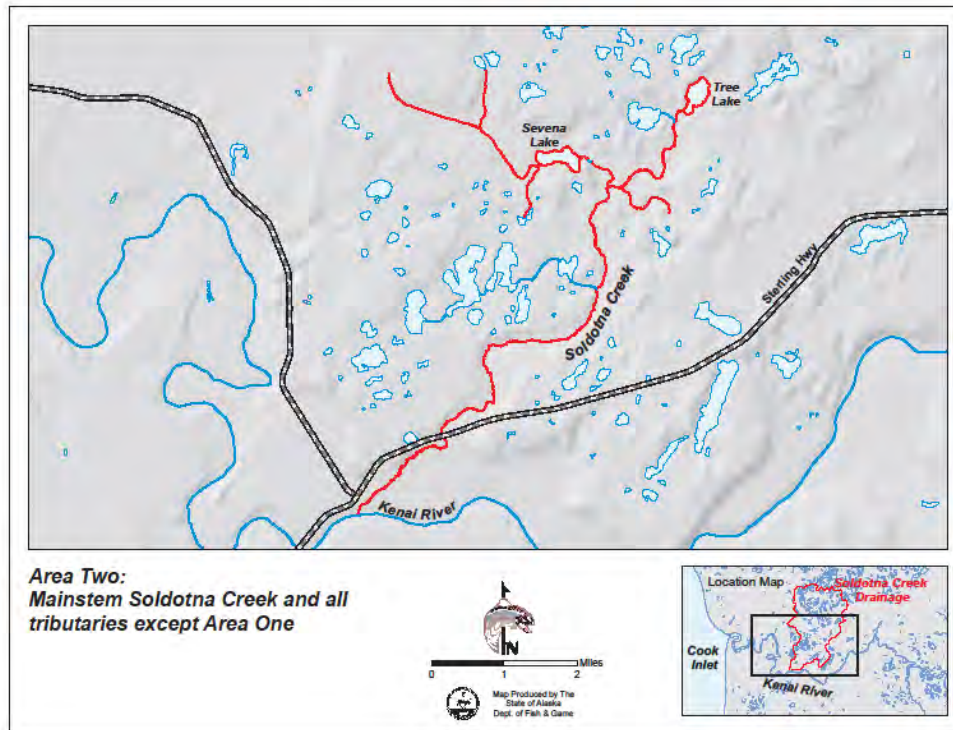 Tree
Lake
Sevena
Lake
Sterling Hwy
Soldotna Creek
Kenai River
Area Two:
Mainstem Soldotna Creek and all
tributaries except Area One
N
Miles
0 1 2
Map Produced by The
State of Alaska
Dept. of Fish & Game
Location Map
Soldotna Creek
Drainage
Cook
Inlet
Kenai River